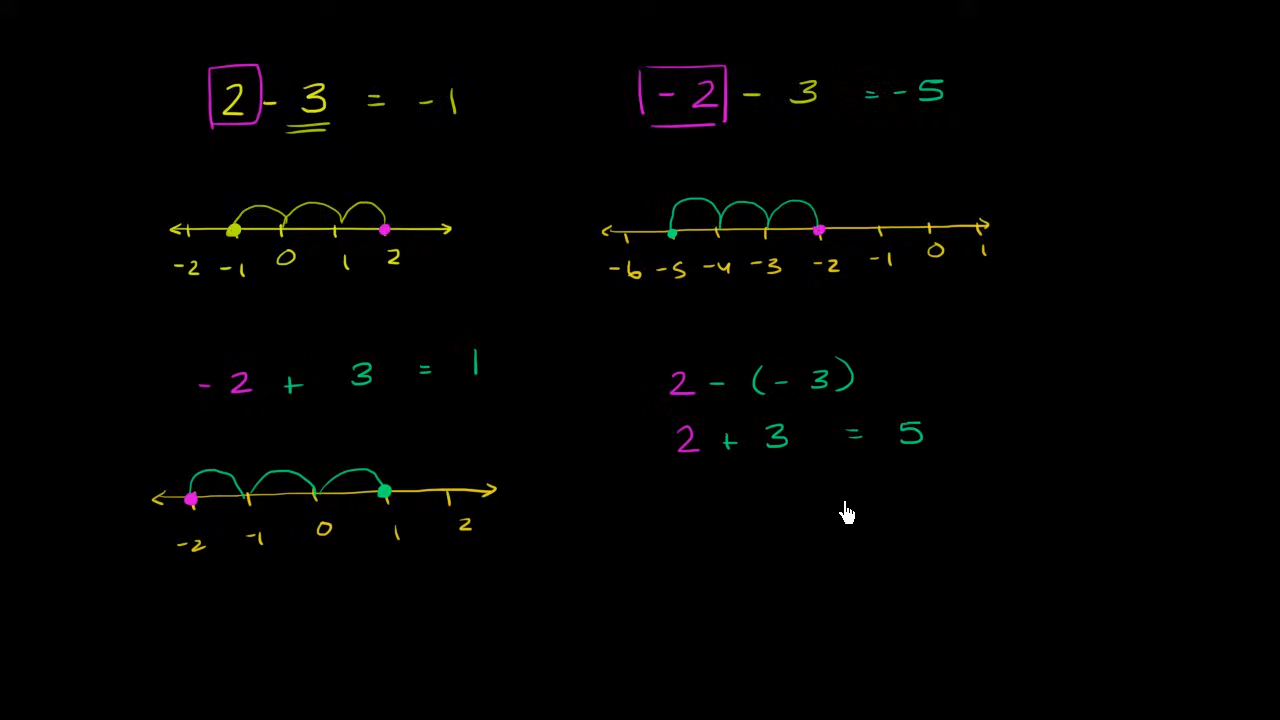 2 - 3 = -1
-2 - 3 = -5
-2 -1 0 1 2
-6 -5 -4 -3 -2 -1 0 1
-2 + 3 = 1
2 - (-3)
2 + 3 = 5
-2 -1 0 1 2